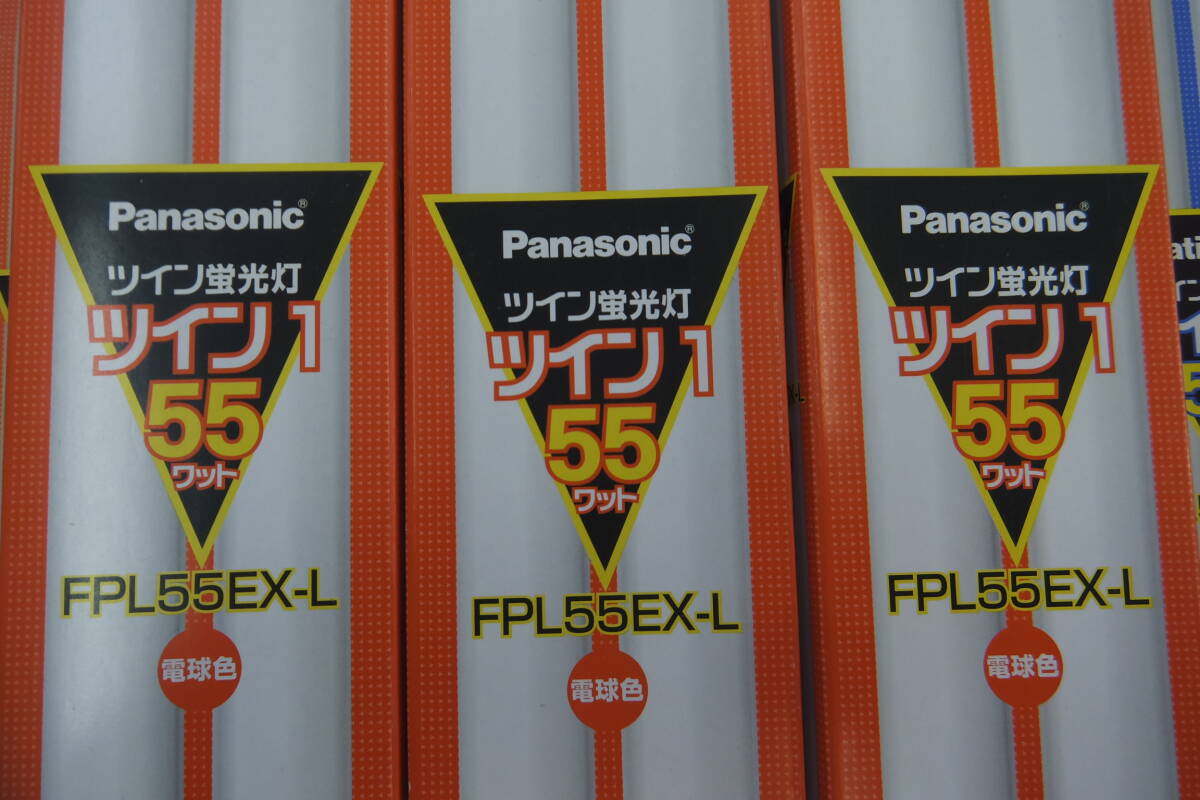 Panasonic®
ツイン蛍光灯
ツイン1
55
ワット
FPL55EX-L
電球色
Panasonic®
ツイン蛍光灯
ツイン1
55
ワット
FPL55EX-L
電球色
Panasonic®
ツイン蛍光灯
ツイン1
55
ワット
FPL55EX-L
電球色